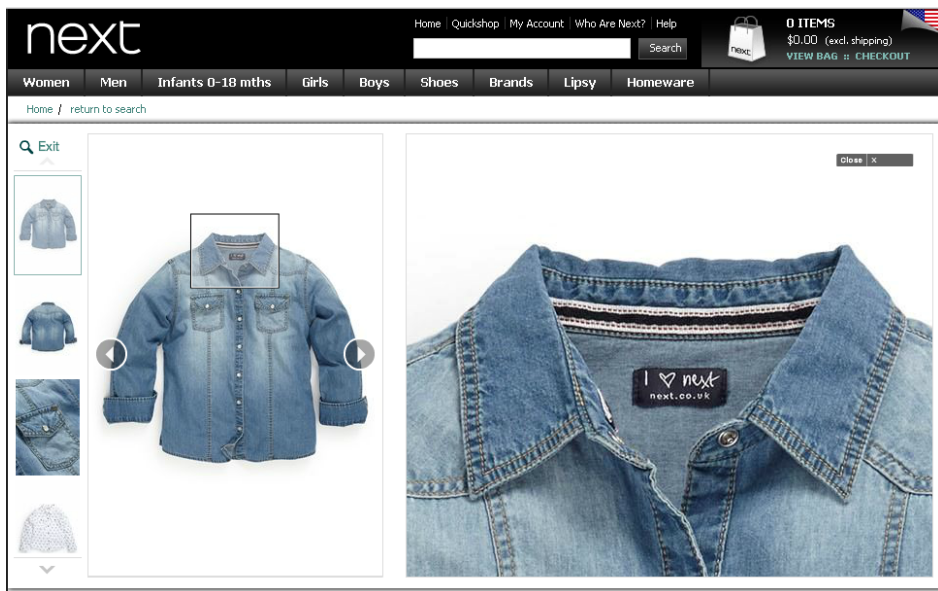 next
Home | Quickshop | My Account | Who Are Next? | Help
Search
next
0 ITEMS
$0.00 (excl. shipping)
VIEW BAG :: CHECKOUT
Women Men Infants 0-18 mths Girls Boys Shoes Brands Lipsy Homeware
Home / return to search
Exit
Close | X
I ♡ next
next.co.uk